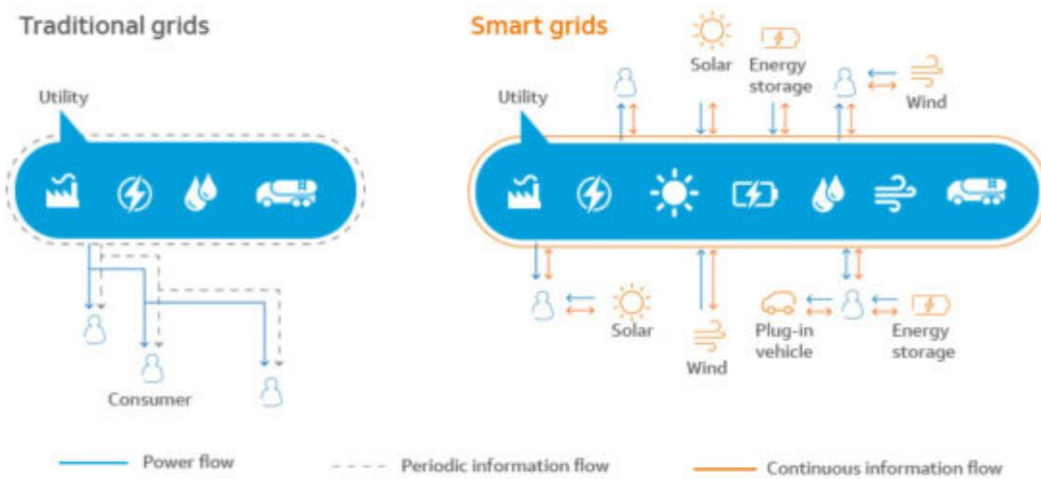 Traditional grids
Utility
Consumer
Smart grids
Utility
Solar
Energy
storage
Wind
Solar
Wind
Plug-in
vehicle
Energy
storage
Power flow
Periodic information flow
Continuous information flow